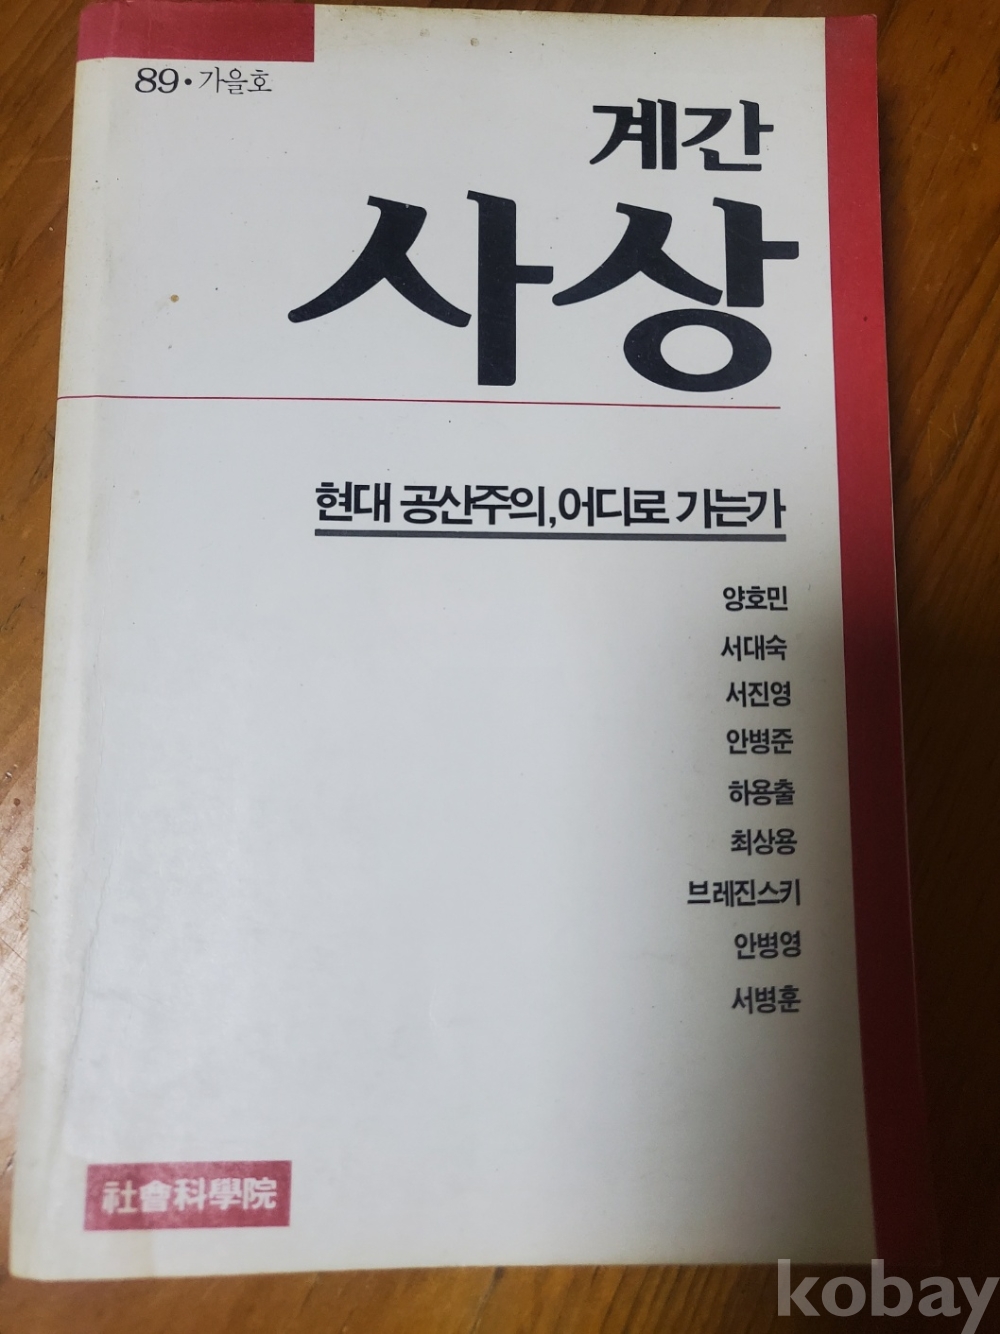 89·가을호
계간
사상
현대 공산주의, 어디로 가는가
양호민
서대숙
서진영
안병준
하용출
최상용
브레진스키
안병영
서병훈
社會科學院
kobay